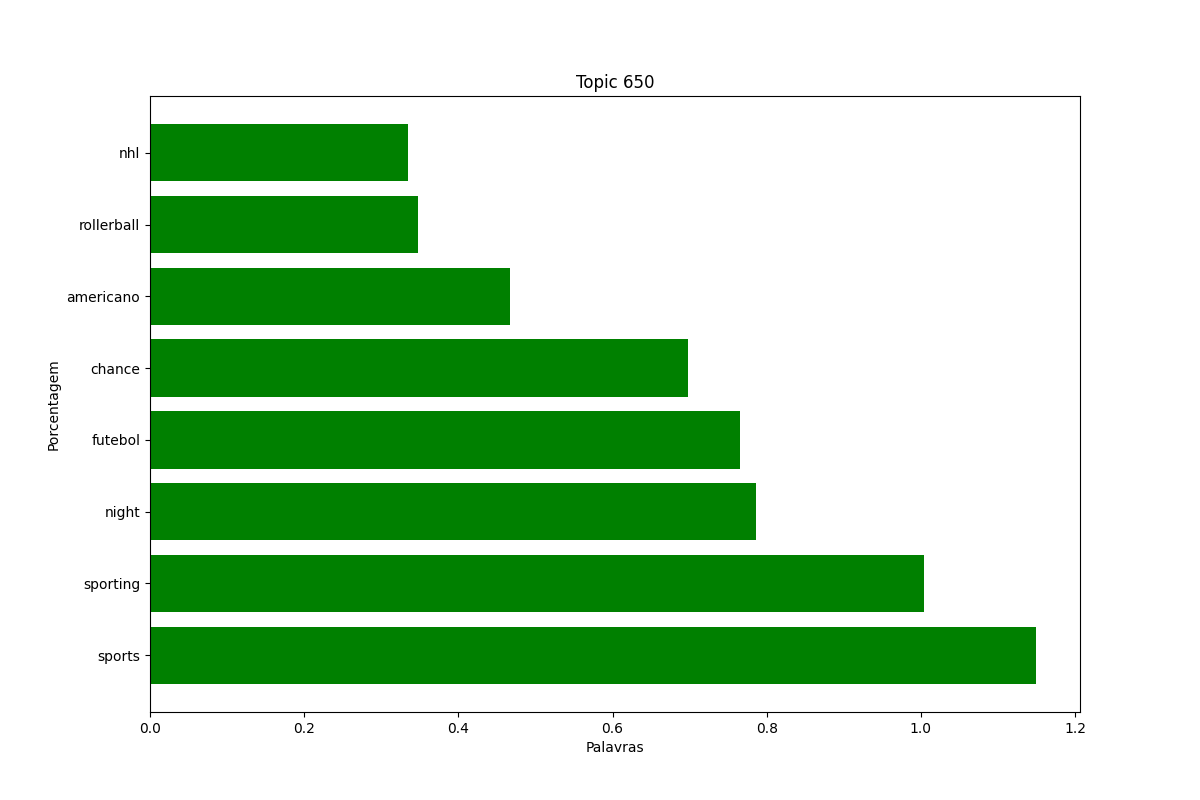 Topic 650
nhl
rollerball
americano
chance
futebol
night
sporting
sports
Porcentagem
0.0 0.2 0.4 0.6 0.8 1.0 1.2
Palavras